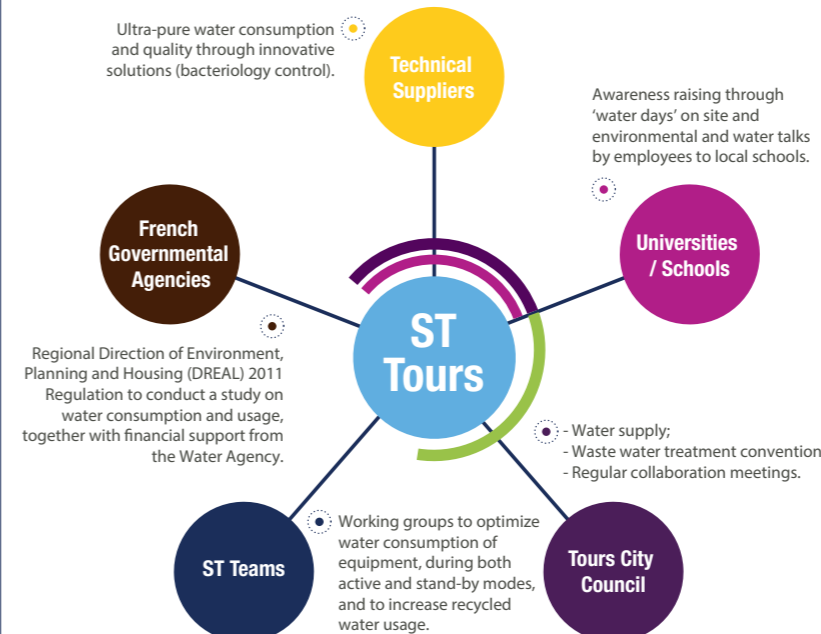 Ultra-pure water consumption
and quality through innovative
solutions (bacteriology control).
Technical
Suppliers
Awareness raising through
‘water days’ on site and
environmental and water talks
by employees to local schools.
Universities
/ Schools
French
Governmental
Agencies
Regional Direction of Environment,
Planning and Housing (DREAL) 2011
Regulation to conduct a study on
water consumption and usage,
together with financial support from
the Water Agency.
ST
Tours
- Water supply;
- Waste water treatment convention
- Regular collaboration meetings.
Tours City
Council
ST Teams
Working groups to optimize
water consumption of
equipment, during both
active and stand-by modes,
and to increase recycled
water usage.